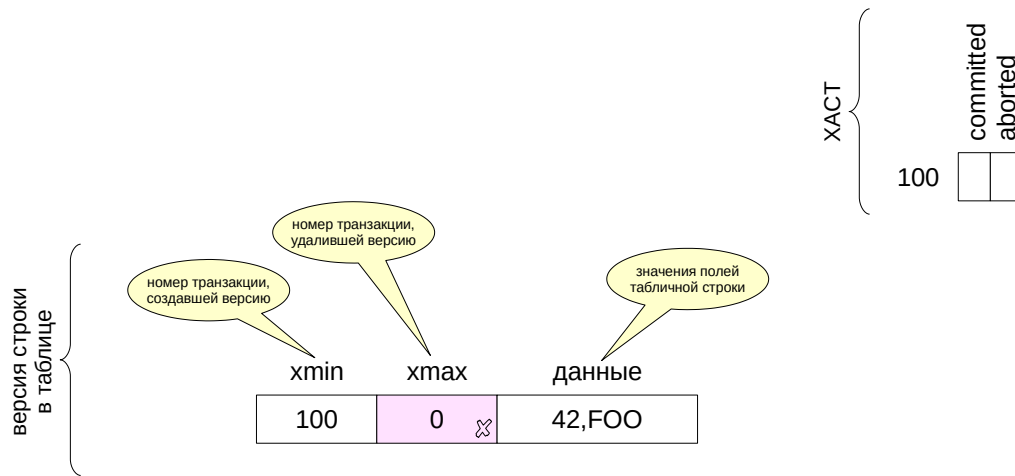 committed
aborted
XACT
100
номер транзакции,
удалившей версию
номер транзакции,
создавшей версию
значения полей
табличной строки
версия строки
в таблице
xmin
xmax
данные
100
0
42,FOO